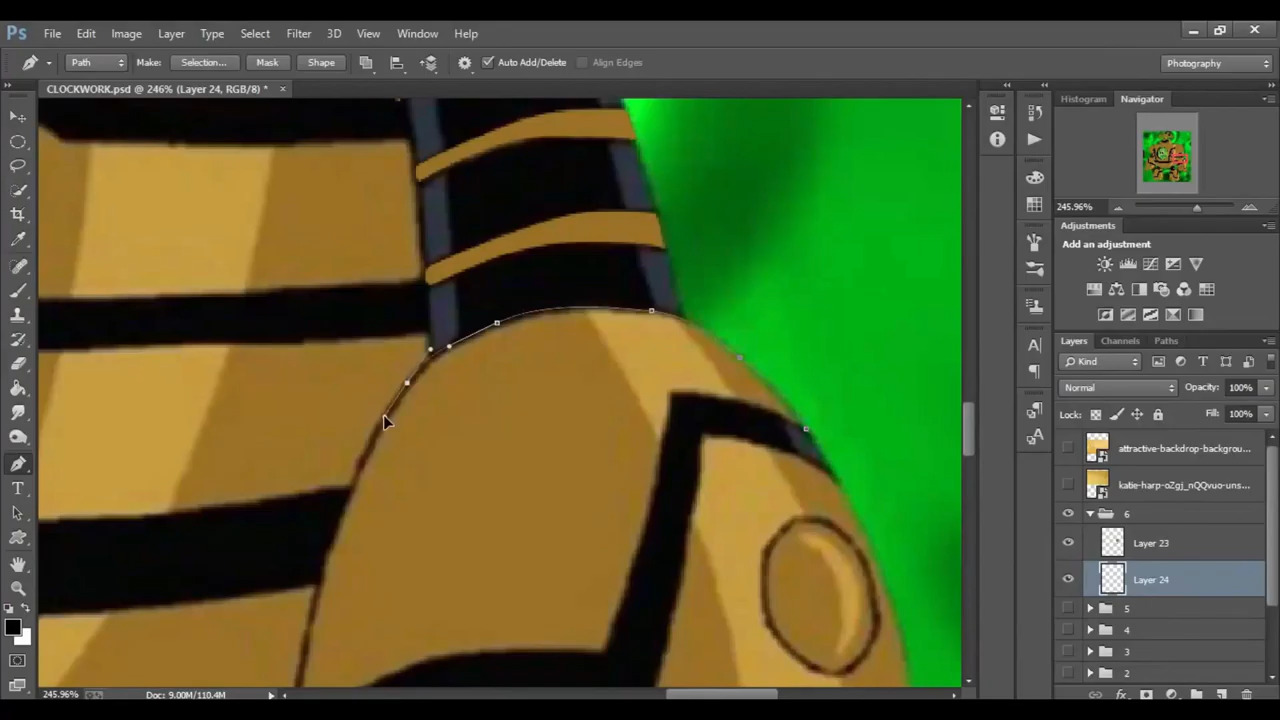 Ps File Edit Image Layer Type Select Filter 3D View Window Help
Path Make: Selection... Mask Shape Auto Add/Delete Align Edges Photography
CLOCKWORK.psd @ 246% (Layer 24, RGB/8) * ×
Histogram Navigator
245.96%
Adjustments
Add an adjustment
Layers Channels Paths
Kind
Normal Opacity: 100%
Lock: Fill: 100%
attractive-backdrop-backgrou...
katie-harp-oZgj_nQQvuo-uns...
6
Layer 23
Layer 24
5
4
3
2
245.96% Doc: 9.00M/110.4M